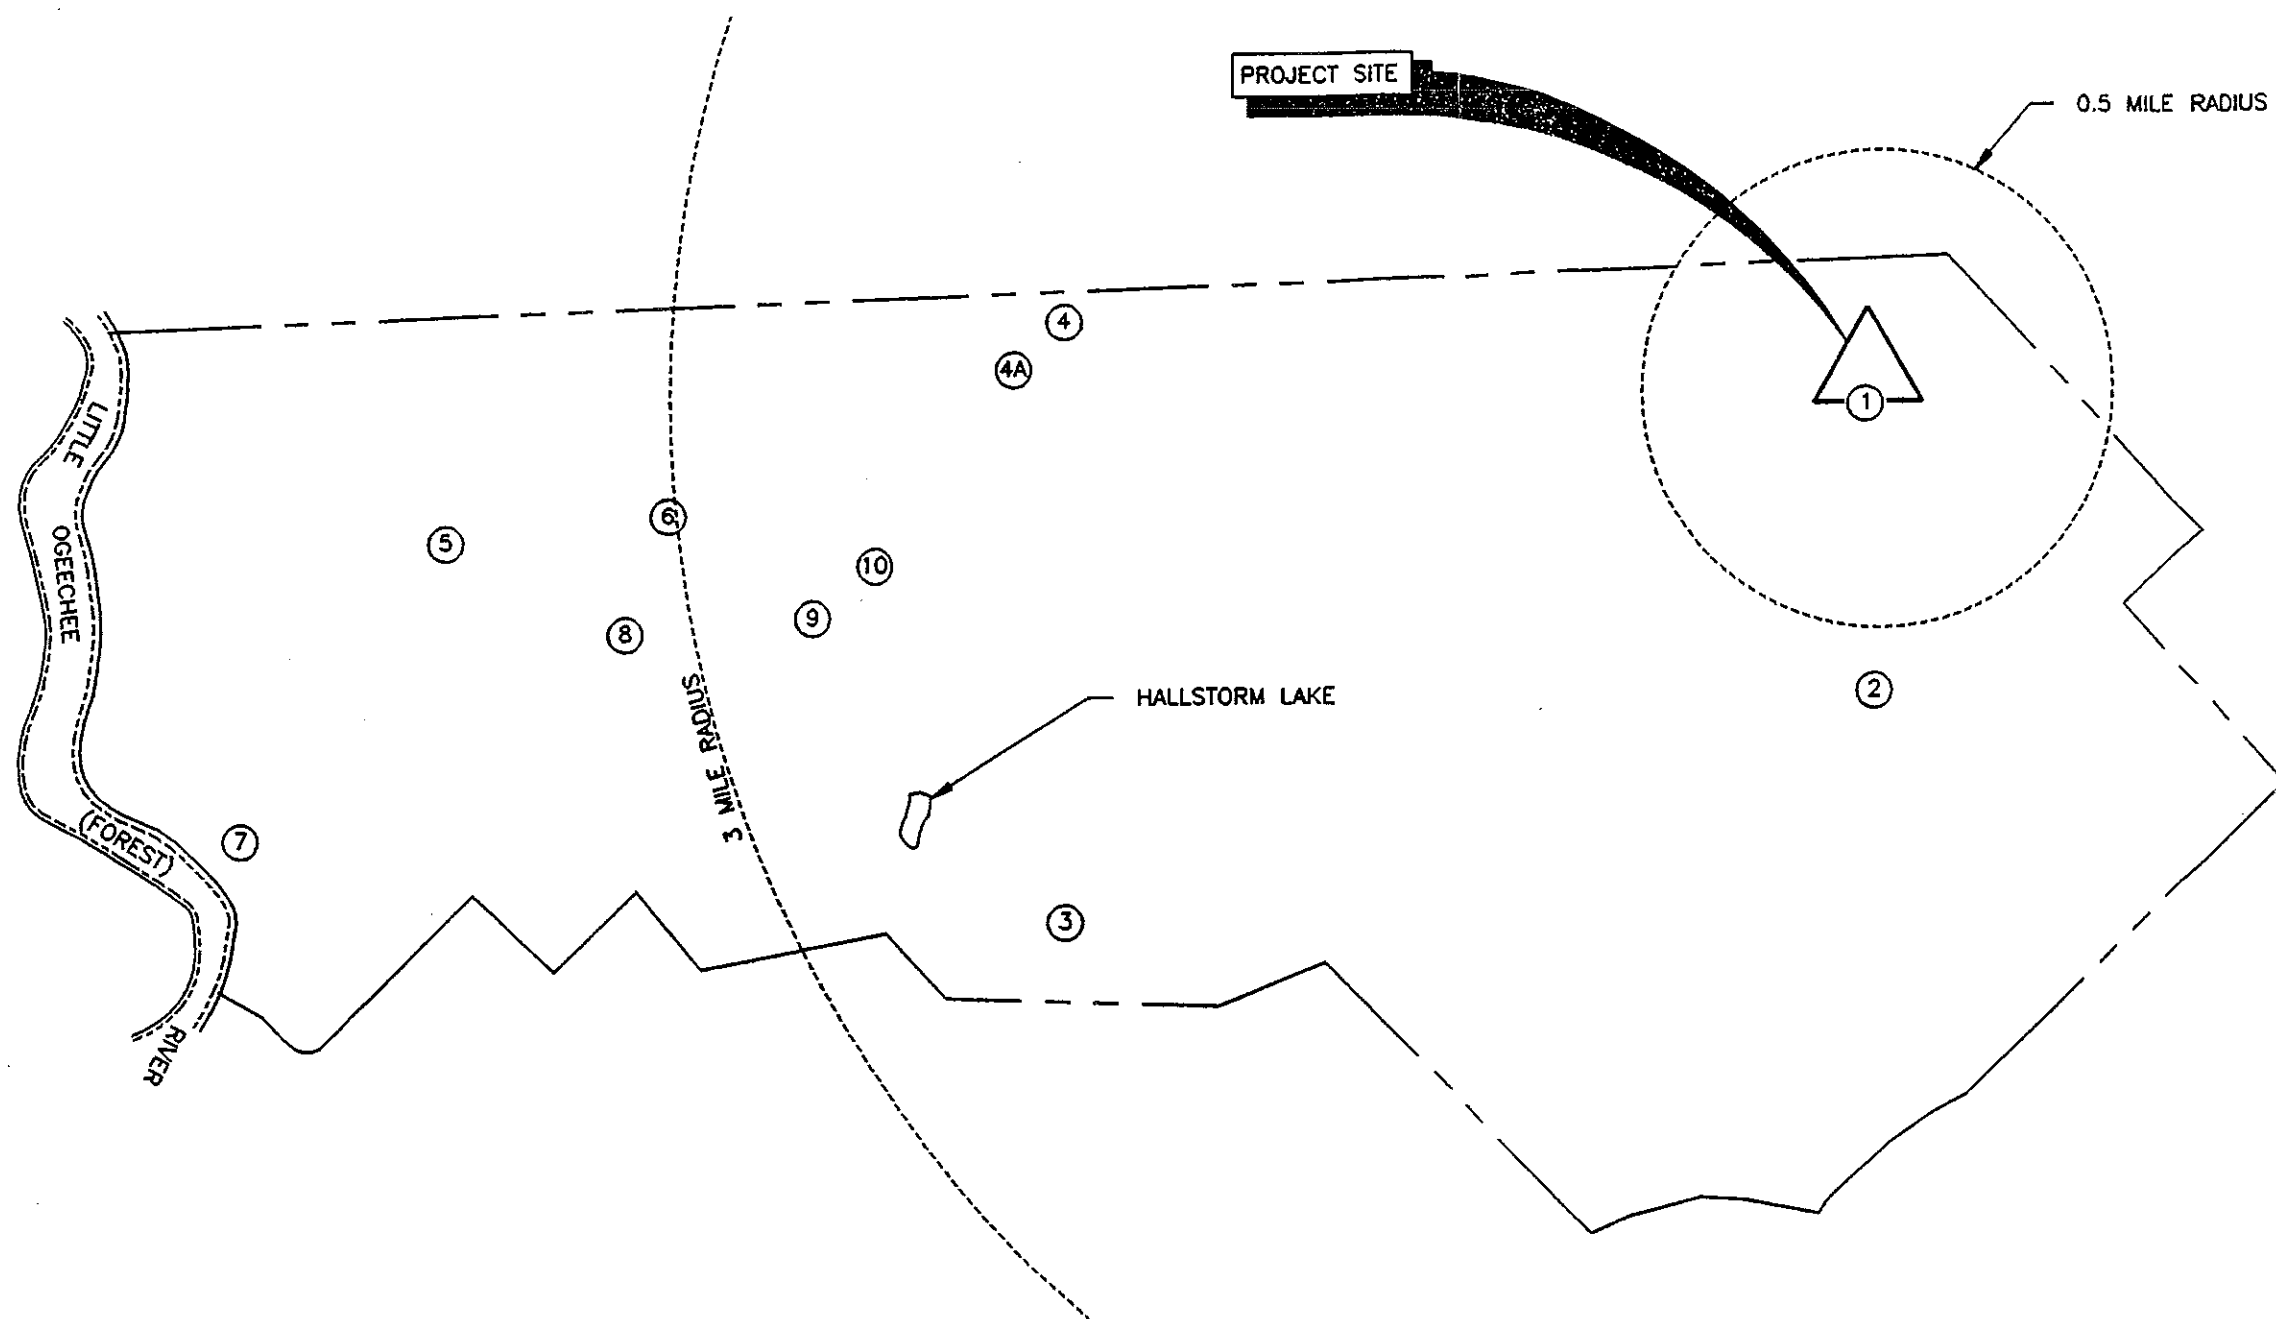 PROJECT SITE
0.5 MILE RADIUS
4
4A
1
LITTLE
6
5
OGEECHEE
10
9
8
2
3 MILE RADIUS
HALLSTORM LAKE
(FOREST)
7
3
RIVER